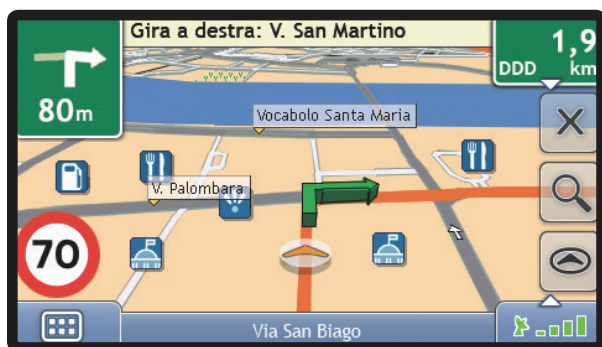 Gira a destra: V. San Martino
80m
1,9
DDD km
Vocabolo Santa Maria
V. Palombara
70
Via San Biago